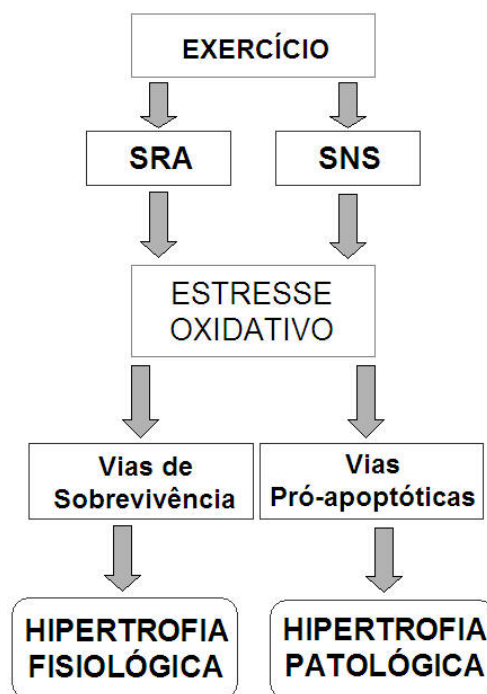 EXERCÍCIO
SRA
SNS
ESTRESSE
OXIDATIVO
Vias de
Sobrevivência
Vias
Pró-apoptóticas
HIPERTROFIA
FISIOLÓGICA
HIPERTROFIA
PATOLÓGICA